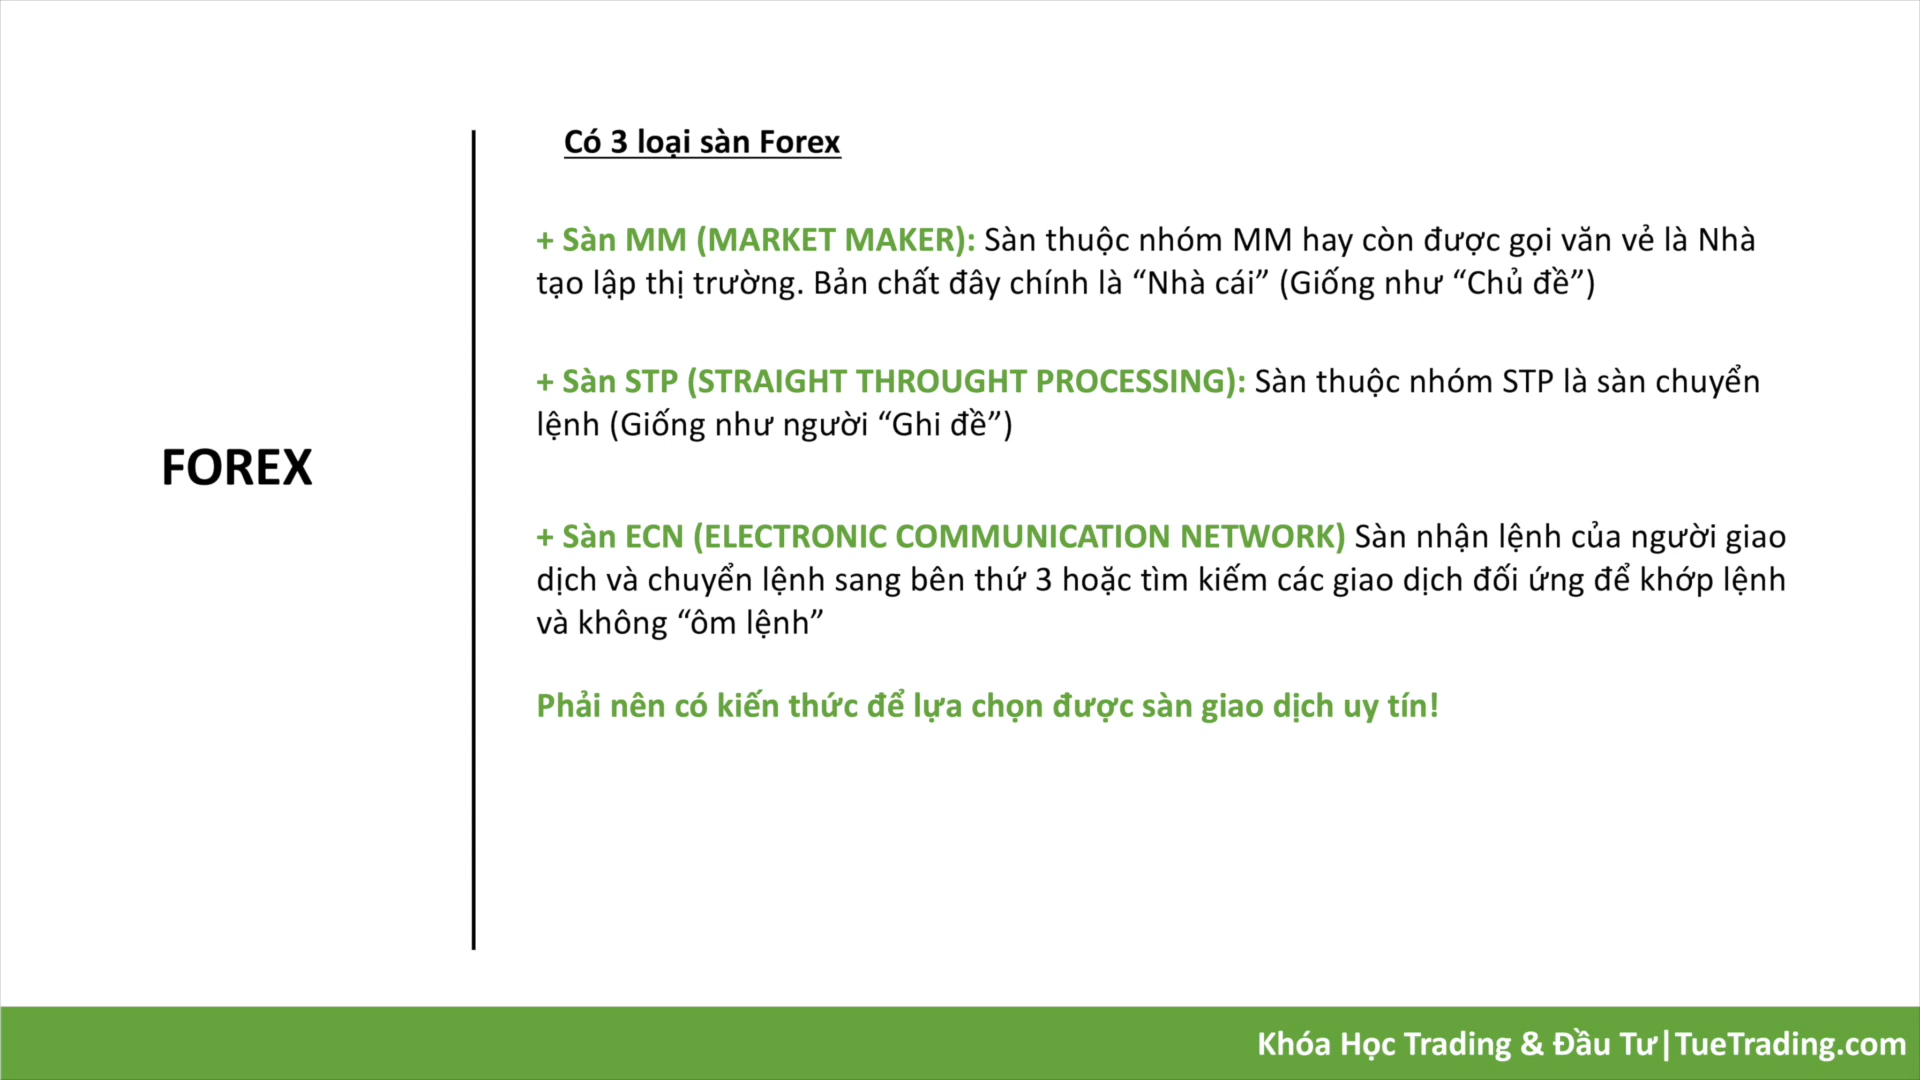 Có 3 loại sàn Forex
+ Sàn MM (MARKET MAKER): Sàn thuộc nhóm MM hay còn được gọi văn vẻ là Nhà
tạo lập thị trường. Bản chất đây chính là “Nhà cái” (Giống như “Chủ đề”)
+ Sàn STP (STRAIGHT THROUGHT PROCESSING): Sàn thuộc nhóm STP là sàn chuyển
lệnh (Giống như người “Ghi đề”)
FOREX
+ Sàn ECN (ELECTRONIC COMMUNICATION NETWORK) Sàn nhận lệnh của người giao
dịch và chuyển lệnh sang bên thứ 3 hoặc tìm kiếm các giao dịch đối ứng để khớp lệnh
và không “ôm lệnh”
Phải nên có kiến thức để lựa chọn được sàn giao dịch uy tín!
Khóa Học Trading & Đầu Tư|TueTrading.com